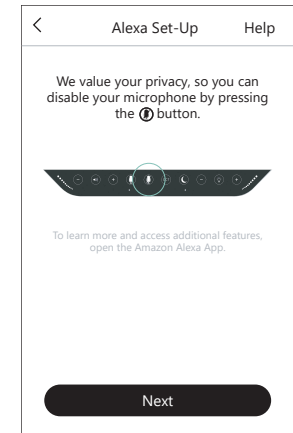 Alexa Set-Up
Help
We value your privacy, so you can
disable your microphone by pressing
the button.
To learn more and access additional features,
open the Amazon Alexa App.
Next